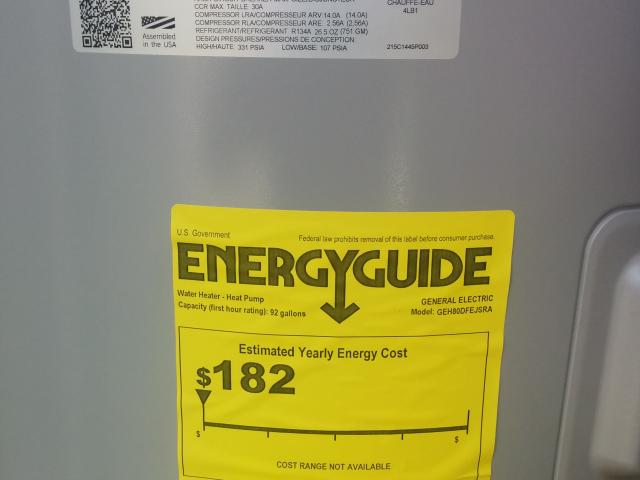 CCR MAX. TAILLE: 30A
COMPRESSOR LRA/COMPRESSEUR ARV 14.0A (14.0A)
COMPRESSOR RLA/COMPRESSEUR ARE 2.56A (2.56A)
REFRIGERANT/REFRIGERANT R134A 26.5 OZ (751 GM)
DESIGN PRESSURES/PRESSIONS DE CONCEPTION:
HIGH/HAUTE: 331 PSIA LOW/BASE: 107 PSIA
Assembled
in the USA
CHAUFFE-EAU
4LB1
215C1445P003
U.S. Government
Federal law prohibits removal of this label before consumer purchase.
ENERGYGUIDE
Water Heater - Heat Pump
Capacity (first hour rating): 92 gallons
GENERAL ELECTRIC
Model: GEH80DFEJSRA
Estimated Yearly Energy Cost
$182
$ $
COST RANGE NOT AVAILABLE